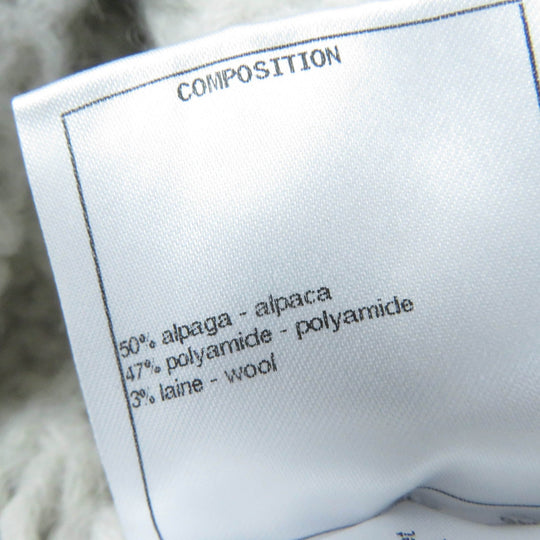 COMPOSITION
50% alpaga - alpaca
47% polyamide - polyamide
3% laine - wool